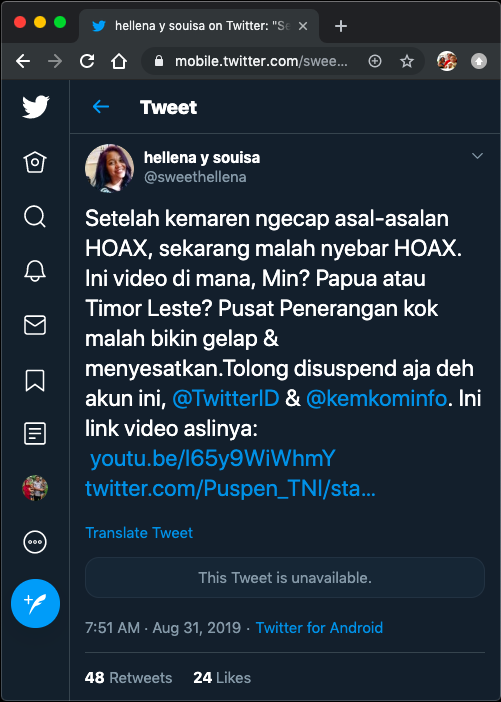 hellena y souisa on Twitter: "Se
mobile.twitter.com/swee...
Tweet
hellena y souisa
@sweethellena
Setelah kemaren ngecap asal-asalan
HOAX, sekarang malah nyebar HOAX.
Ini video di mana, Min? Papua atau
Timor Leste? Pusat Penerangan kok
malah bikin gelap &
menyesatkan.Tolong disuspend aja deh
akun ini, @TwitterID & @kemkominfo. Ini
link video aslinya:
youtu.be/l65y9WiWhmY
twitter.com/Puspen_TNI/sta...
Translate Tweet
This Tweet is unavailable.
7:51 AM · Aug 31, 2019 · Twitter for Android
48 Retweets 24 Likes